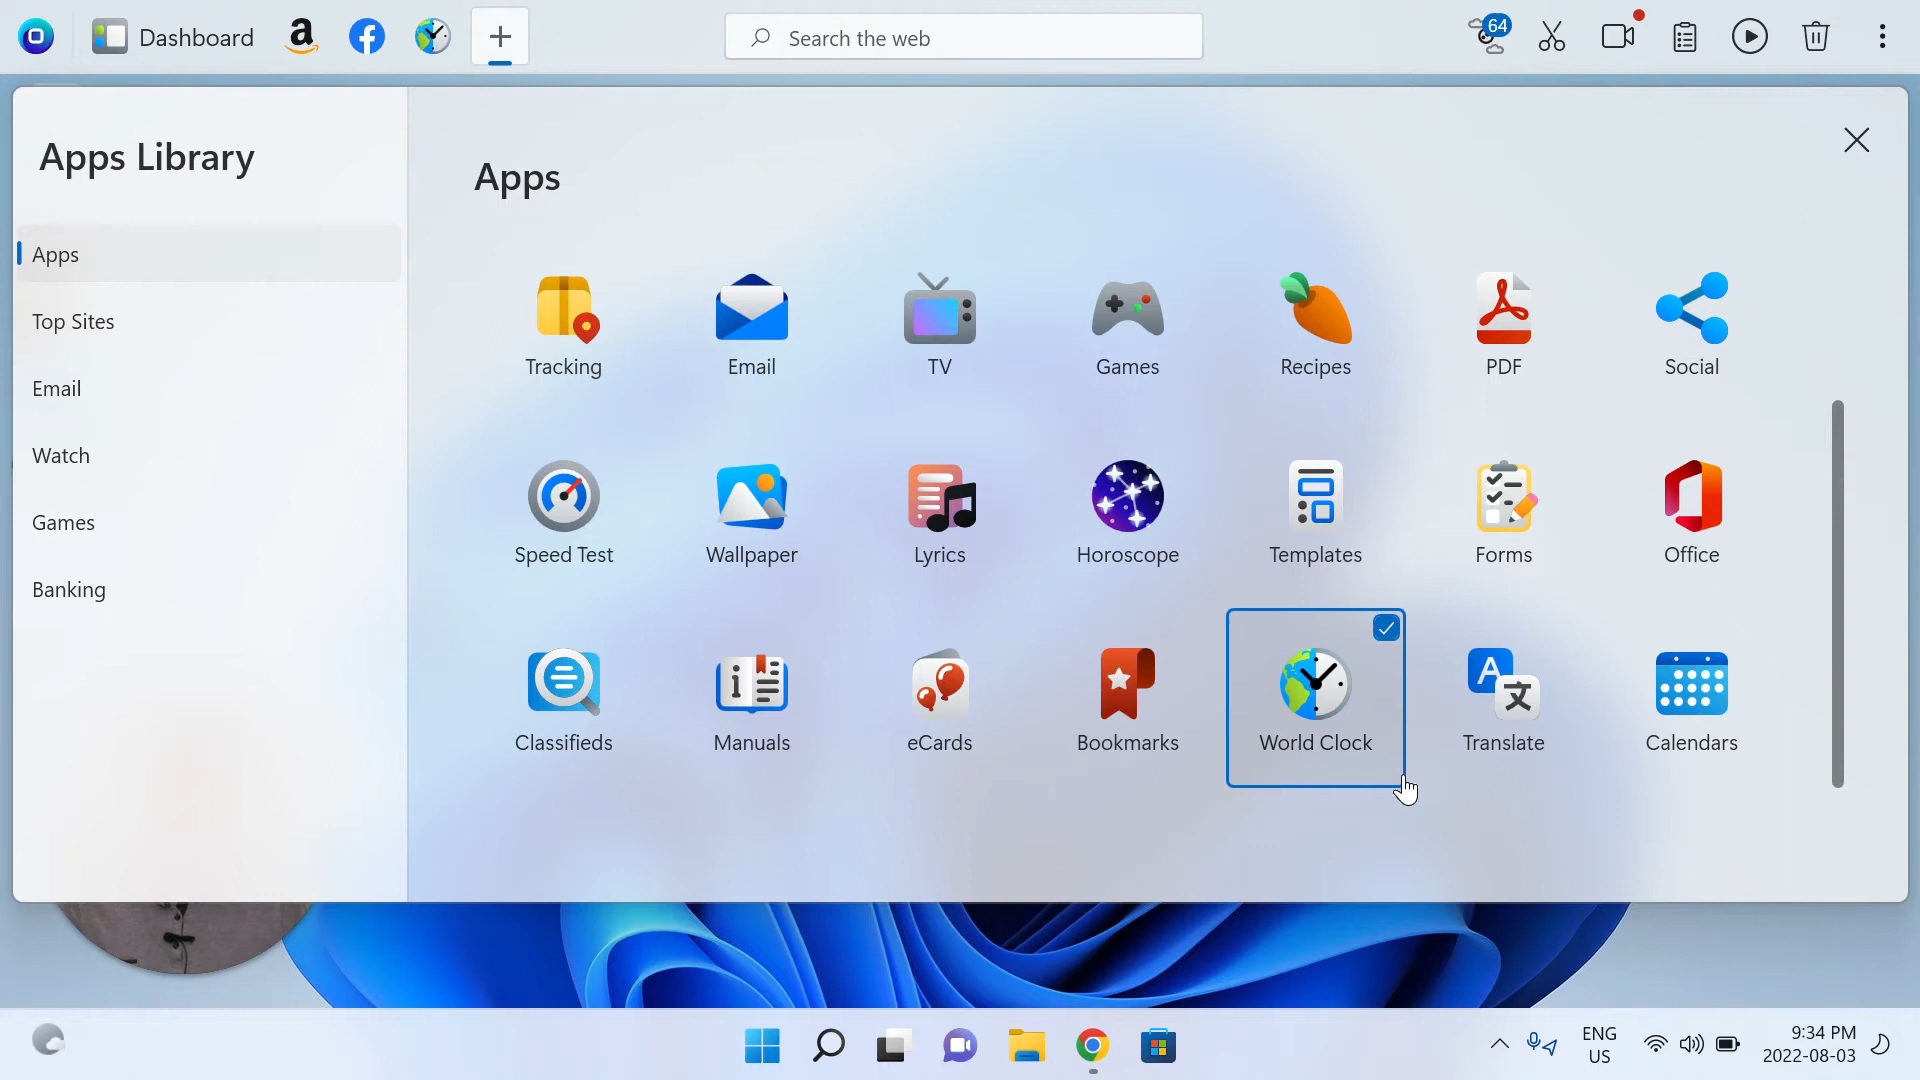 Dashboard
Search the web
64
Apps Library
Apps
Top Sites
Email
Watch
Games
Banking
Apps
Tracking
Email
TV
Games
Recipes
PDF
Social
Speed Test
Wallpaper
Lyrics
Horoscope
Templates
Forms
Office
Classifieds
Manuals
eCards
Bookmarks
World Clock
A
文
Translate
Calendars
ENG
US
9:34 PM
2022-08-03